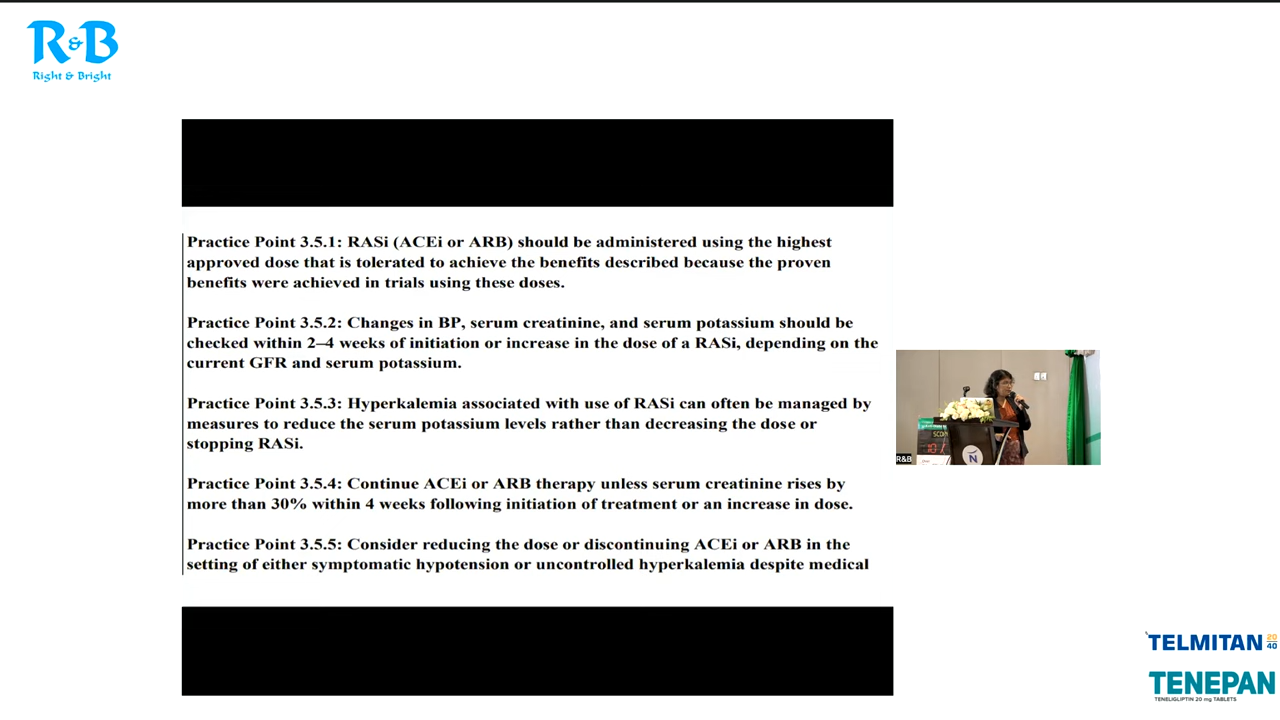 R&B
Right & Bright
Practice Point 3.5.1: RASi (ACEi or ARB) should be administered using the highest
approved dose that is tolerated to achieve the benefits described because the proven
benefits were achieved in trials using these doses.
Practice Point 3.5.2: Changes in BP, serum creatinine, and serum potassium should be
checked within 2–4 weeks of initiation or increase in the dose of a RASi, depending on the
current GFR and serum potassium.
Practice Point 3.5.3: Hyperkalemia associated with use of RASi can often be managed by
measures to reduce the serum potassium levels rather than decreasing the dose or
stopping RASi.
Practice Point 3.5.4: Continue ACEi or ARB therapy unless serum creatinine rises by
more than 30% within 4 weeks following initiation of treatment or an increase in dose.
Practice Point 3.5.5: Consider reducing the dose or discontinuing ACEi or ARB in the
setting of either symptomatic hypotension or uncontrolled hyperkalemia despite medical
R&B
N
TELMITAN 20 40
TENEPAN
TENELIGLIPTIN 20 mg TABLETS